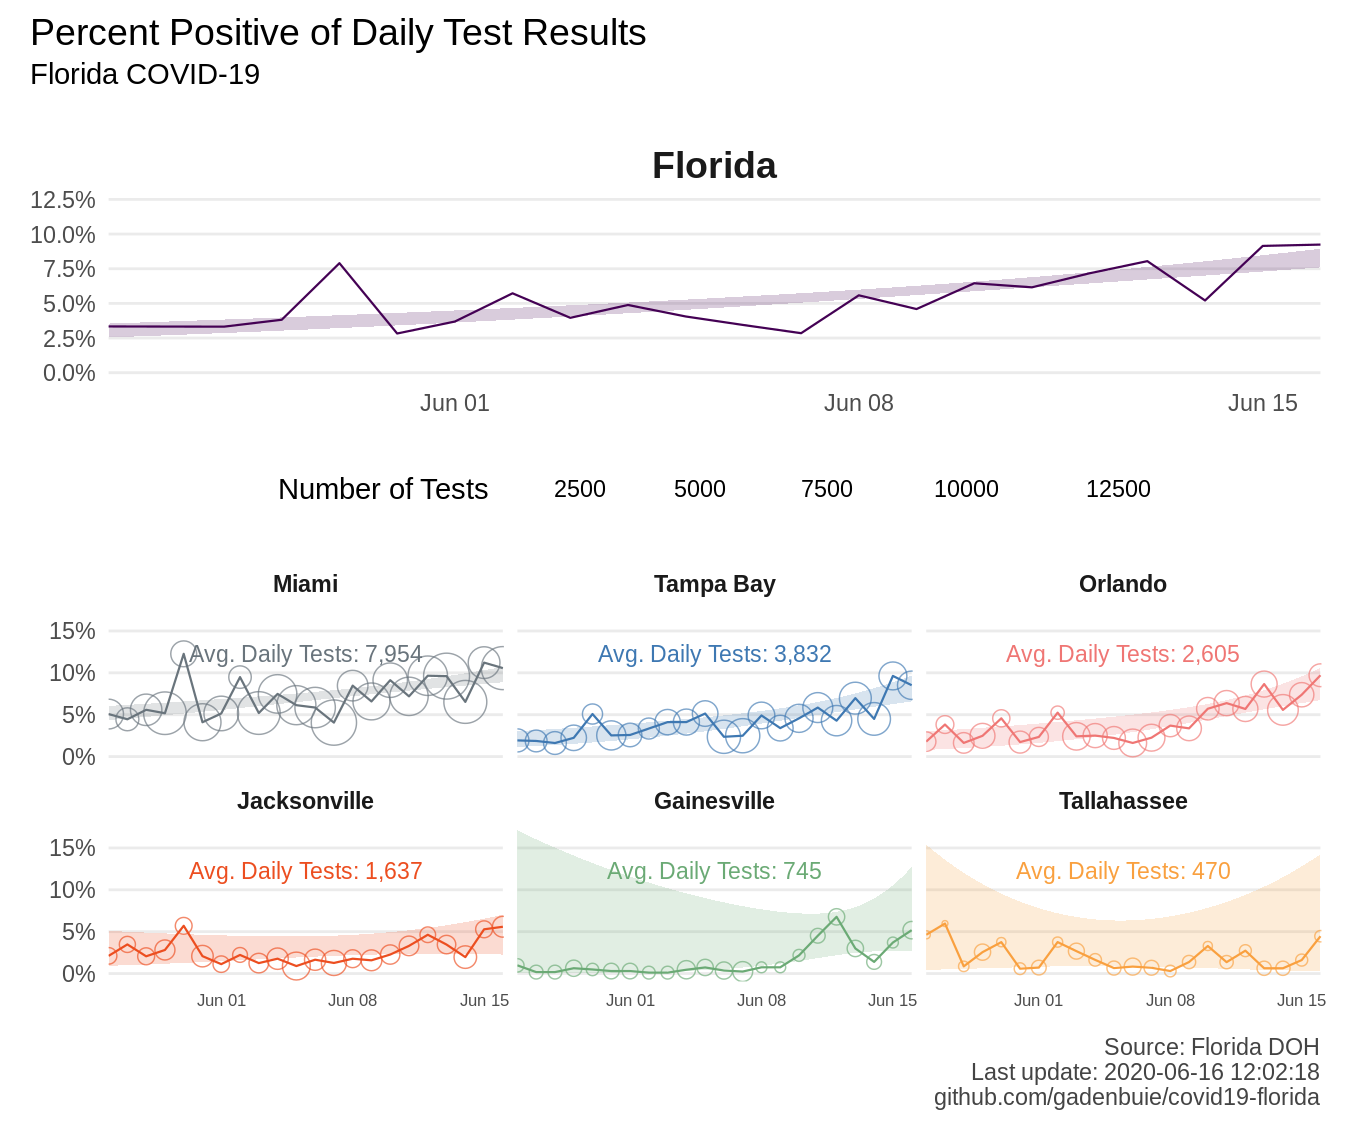 Percent Positive of Daily Test Results
Florida COVID-19
Florida
12.5%
10.0%
7.5%
5.0%
2.5%
0.0%
Jun 01 Jun 08 Jun 15
Number of Tests 2500 5000 7500 10000 12500
Miami Tampa Bay Orlando
15%
Avg. Daily Tests: 7,954 Avg. Daily Tests: 3,832 Avg. Daily Tests: 2,605
10%
5%
0%
Jacksonville Gainesville Tallahassee
15%
Avg. Daily Tests: 1,637 Avg. Daily Tests: 745 Avg. Daily Tests: 470
10%
5%
0%
Jun 01 Jun 08 Jun 15 Jun 01 Jun 08 Jun 15 Jun 01 Jun 08 Jun 15
Source: Florida DOH
Last update: 2020-06-16 12:02:18
github.com/gadenbuie/covid19-florida